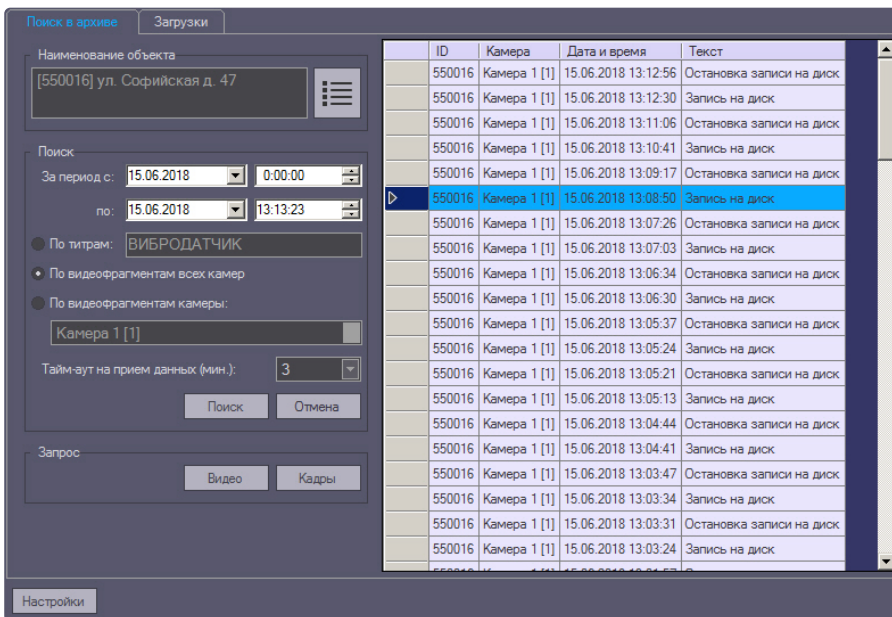 Поиск в архиве Загрузки
Наименование объекта
[550016] ул. Софийская д. 47
Поиск
За период с: 15.06.2018 0:00:00
по: 15.06.2018 13:13:23
По титрам: ВИБРОДАТЧИК
По видеофрагментам всех камер
По видеофрагментам камеры:
Камера 1 [1]
Тайм-аут на прием данных (мин.): 3
Поиск Отмена
Запрос
Видео Кадры
ID Камера Дата и время Текст
550016 Камера 1 [1] 15.06.2018 13:12:56 Остановка записи на диск
550016 Камера 1 [1] 15.06.2018 13:12:30 Запись на диск
550016 Камера 1 [1] 15.06.2018 13:11:06 Остановка записи на диск
550016 Камера 1 [1] 15.06.2018 13:10:41 Запись на диск
550016 Камера 1 [1] 15.06.2018 13:09:17 Остановка записи на диск
550016 Камера 1 [1] 15.06.2018 13:08:50 Запись на диск
550016 Камера 1 [1] 15.06.2018 13:07:26 Остановка записи на диск
550016 Камера 1 [1] 15.06.2018 13:07:03 Запись на диск
550016 Камера 1 [1] 15.06.2018 13:06:34 Остановка записи на диск
550016 Камера 1 [1] 15.06.2018 13:06:30 Запись на диск
550016 Камера 1 [1] 15.06.2018 13:05:37 Остановка записи на диск
550016 Камера 1 [1] 15.06.2018 13:05:24 Запись на диск
550016 Камера 1 [1] 15.06.2018 13:05:21 Остановка записи на диск
550016 Камера 1 [1] 15.06.2018 13:05:13 Запись на диск
550016 Камера 1 [1] 15.06.2018 13:04:44 Остановка записи на диск
550016 Камера 1 [1] 15.06.2018 13:04:41 Запись на диск
550016 Камера 1 [1] 15.06.2018 13:03:47 Остановка записи на диск
550016 Камера 1 [1] 15.06.2018 13:03:34 Запись на диск
550016 Камера 1 [1] 15.06.2018 13:03:31 Остановка записи на диск
550016 Камера 1 [1] 15.06.2018 13:03:24 Запись на диск
Настройки